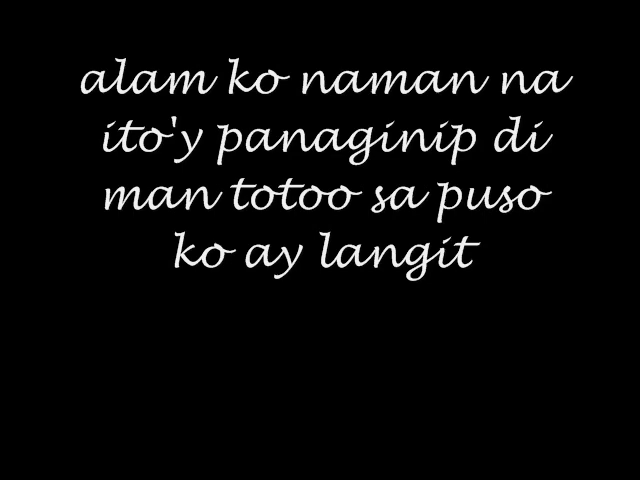 alam ko naman na
ito'y panaginip di
man totoo sa puso
ko ay langit